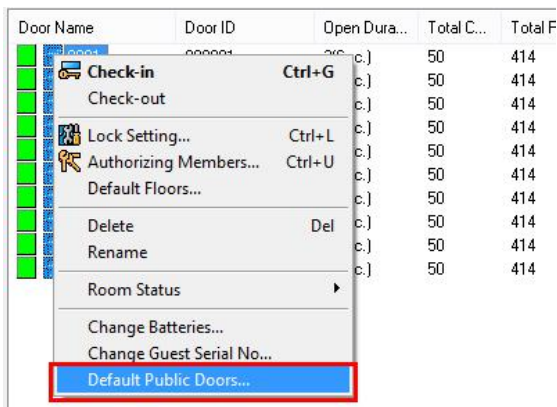 Door Name Door ID Open Dura... Total C... Total F
50 414
Check-in Ctrl+G c.) 50 414
Check-out c.) 50 414
Lock Setting... Ctrl+L c.) 50 414
Authorizing Members... Ctrl+U c.) 50 414
Default Floors... c.) 50 414
Delete Del c.) 50 414
Rename c.) 50 414
Room Status c.) 50 414
Change Batteries...
Change Guest Serial No...
Default Public Doors...